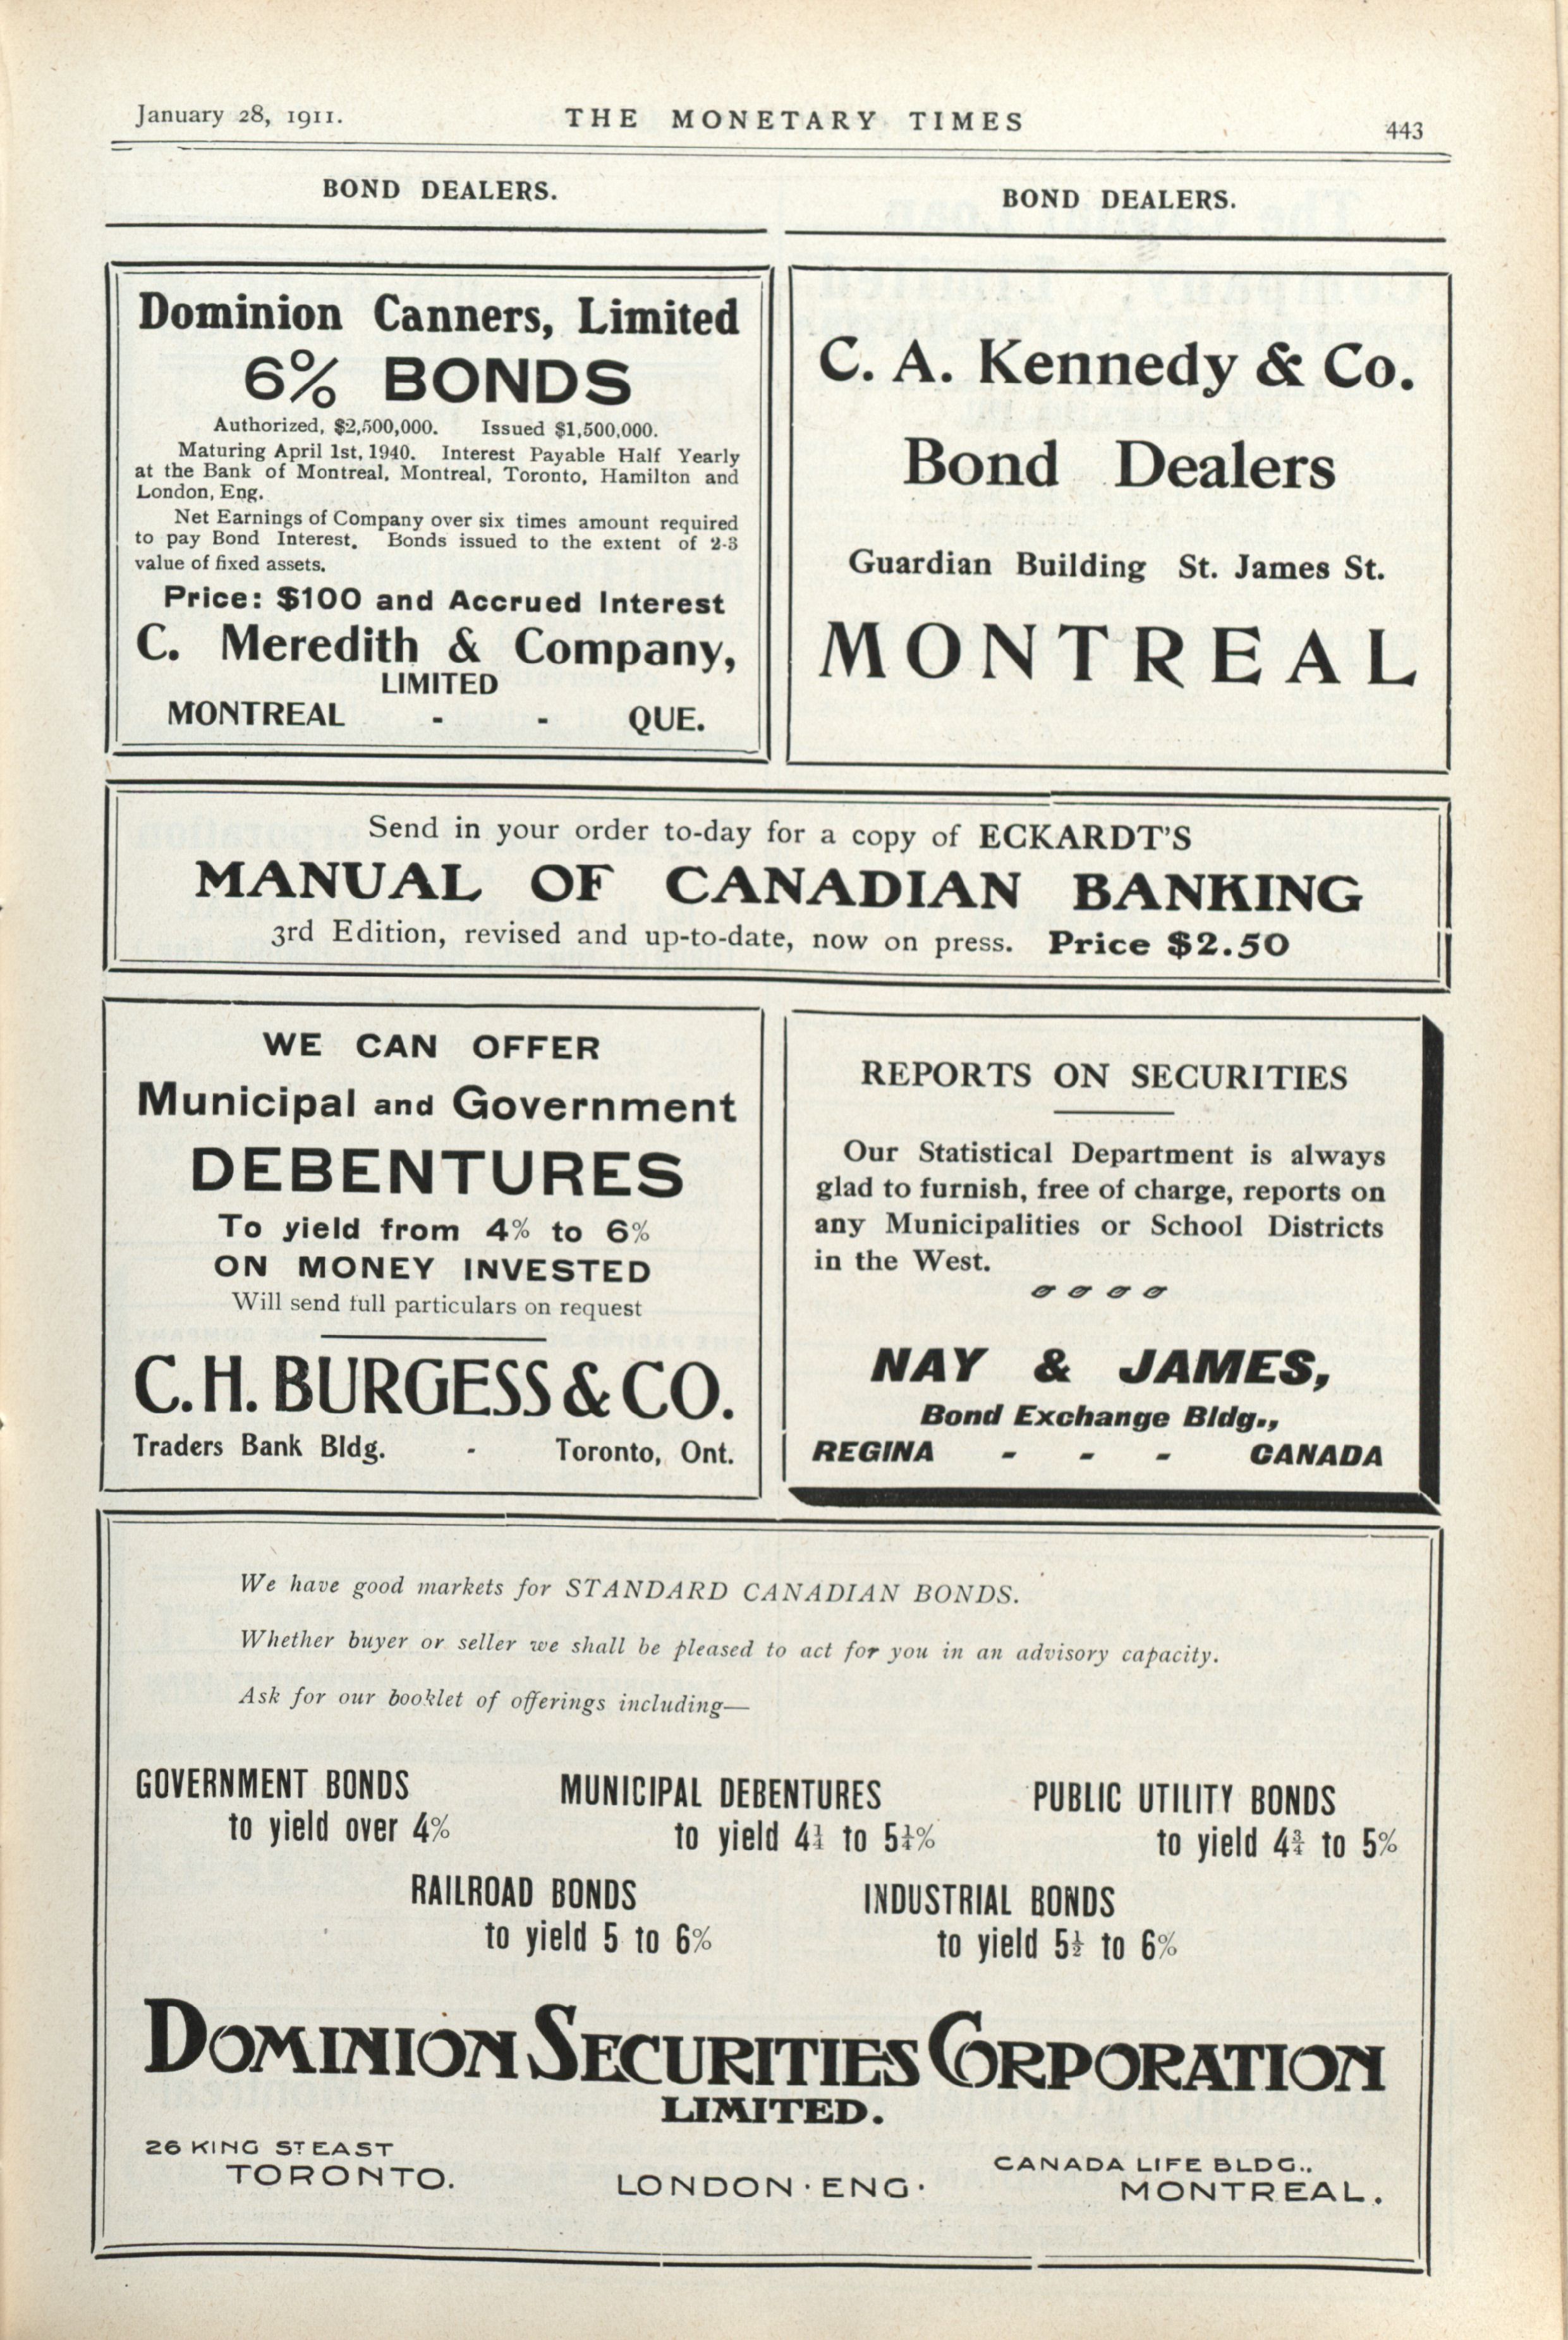 January 28, 1911.
THE MONETARY TIMES
443
BOND DEALERS.
BOND DEALERS.
Dominion Canners, Limited
6% BONDS
Authorized, $2,500,000. Issued $1,500,000.
Maturing April 1st, 1940. Interest Payable Half Yearly
at the Bank of Montreal, Montreal, Toronto, Hamilton and
London, Eng.
Net Earnings of Company over six times amount required
to pay Bond Interest. Bonds issued to the extent of 2-3
value of fixed assets.
Price: $100 and Accrued Interest
C. Meredith & Company,
LIMITED
MONTREAL - - QUE.
C. A. Kennedy & Co.
Bond Dealers
Guardian Building St. James St.
MONTREAL
Send in your order to-day for a copy of ECKARDT'S
MANUAL OF CANADIAN BANKING
3rd Edition, revised and up-to-date, now on press. Price $2.50
WE CAN OFFER
Municipal and Government
DEBENTURES
To yield from 4% to 6%
ON MONEY INVESTED
Will send full particulars on request
C. H. BURGESS & CO.
Traders Bank Bldg. - Toronto, Ont.
REPORTS ON SECURITIES
Our Statistical Department is always
glad to furnish, free of charge, reports on
any Municipalities or School Districts
in the West.
NAY & JAMES,
Bond Exchange Bldg.,
REGINA - - - CANADA
We have good markets for STANDARD CANADIAN BONDS.
Whether buyer or seller we shall be pleased to act for you in an advisory capacity.
Ask for our booklet of offerings including—
GOVERNMENT BONDS
to yield over 4%
MUNICIPAL DEBENTURES
to yield 4¼ to 5¼%
PUBLIC UTILITY BONDS
to yield 4¾ to 5%
RAILROAD BONDS
to yield 5 to 6%
INDUSTRIAL BONDS
to yield 5½ to 6%
DOMINION SECURITIES CORPORATION
LIMITED.
26 KING ST EAST
TORONTO.
LONDON · ENG ·
CANADA LIFE BLDG.,
MONTREAL.